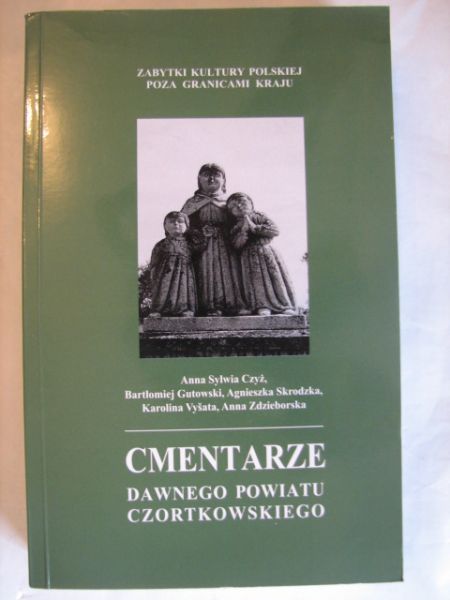 ZABYTKI KULTURY POLSKIEJ
POZA GRANICAMI KRAJU
Anna Sylwia Czyż,
Bartłomiej Gutowski, Agnieszka Skrodzka,
Karolina Vyšata, Anna Zdzieborska
CMENTARZE
DAWNEGO POWIATU
CZORTKOWSKIEGO